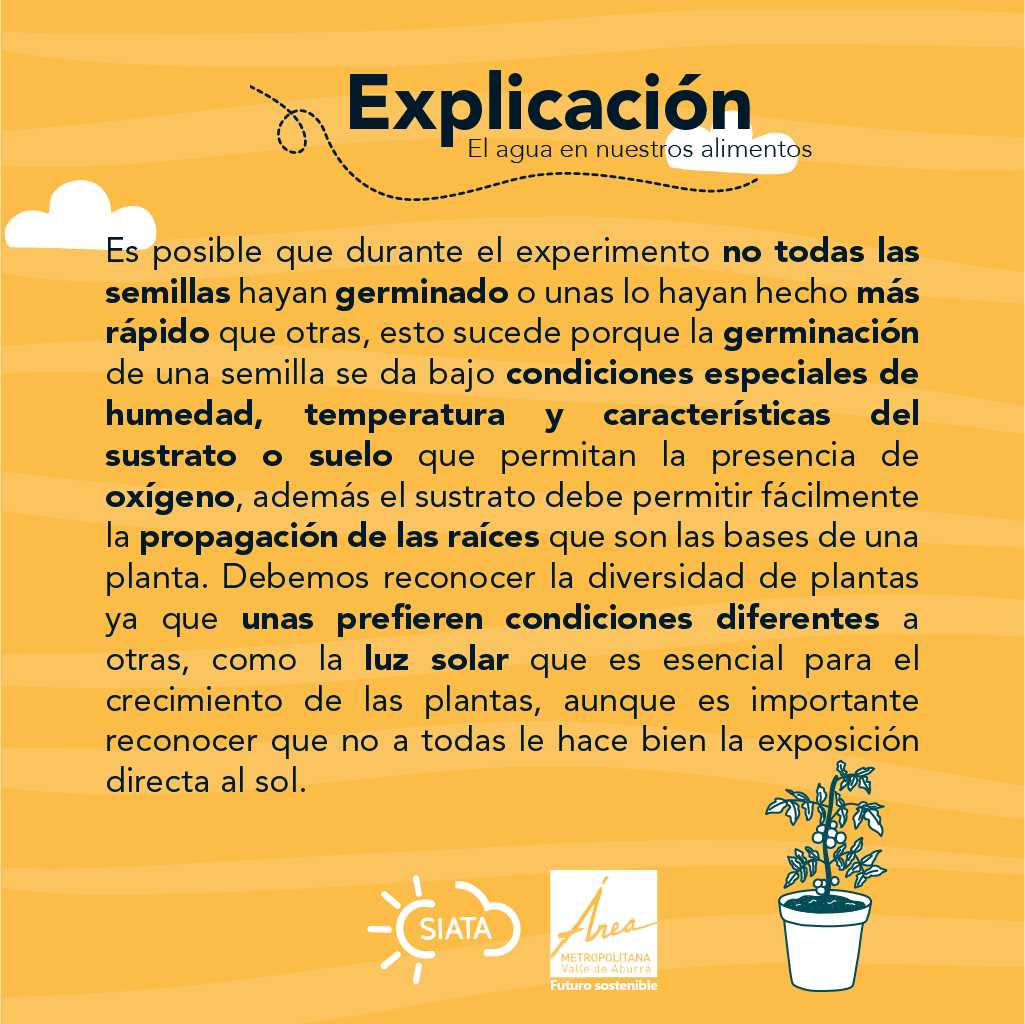 Explicación
El agua en nuestros alimentos
Es posible que durante el experimento no todas las
semillas hayan germinado o unas lo hayan hecho más
rápido que otras, esto sucede porque la germinación
de una semilla se da bajo condiciones especiales de
humedad, temperatura y características del
sustrato o suelo que permitan la presencia de
oxígeno, además el sustrato debe permitir fácilmente
la propagación de las raíces que son las bases de una
planta. Debemos reconocer la diversidad de plantas
ya que unas prefieren condiciones diferentes a
otras, como la luz solar que es esencial para el
crecimiento de las plantas, aunque es importante
reconocer que no a todas le hace bien la exposición
directa al sol.
SIATA
Área
METROPOLITANA
Valle de Aburrá
Futuro sostenible